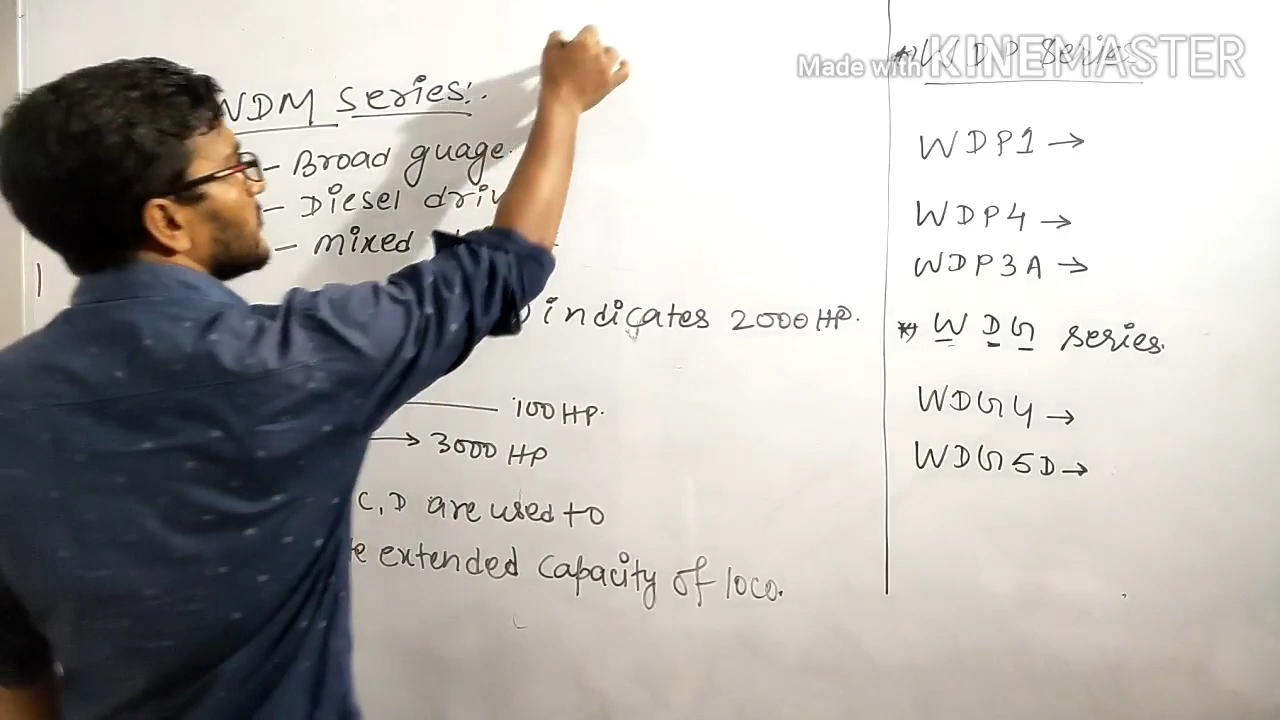 WDM series:.
- Broad guage.
- Diesel
- mixed
indicates 2000 HP.
100 HP.
→ 3000 HP
C, D are used to
extended capacity of loco.
Made with KINEMASTER
WDP series
WDP1 →
WDP4 →
WDP3A →
*) WDG series.
WDG4 →
WDG5D →